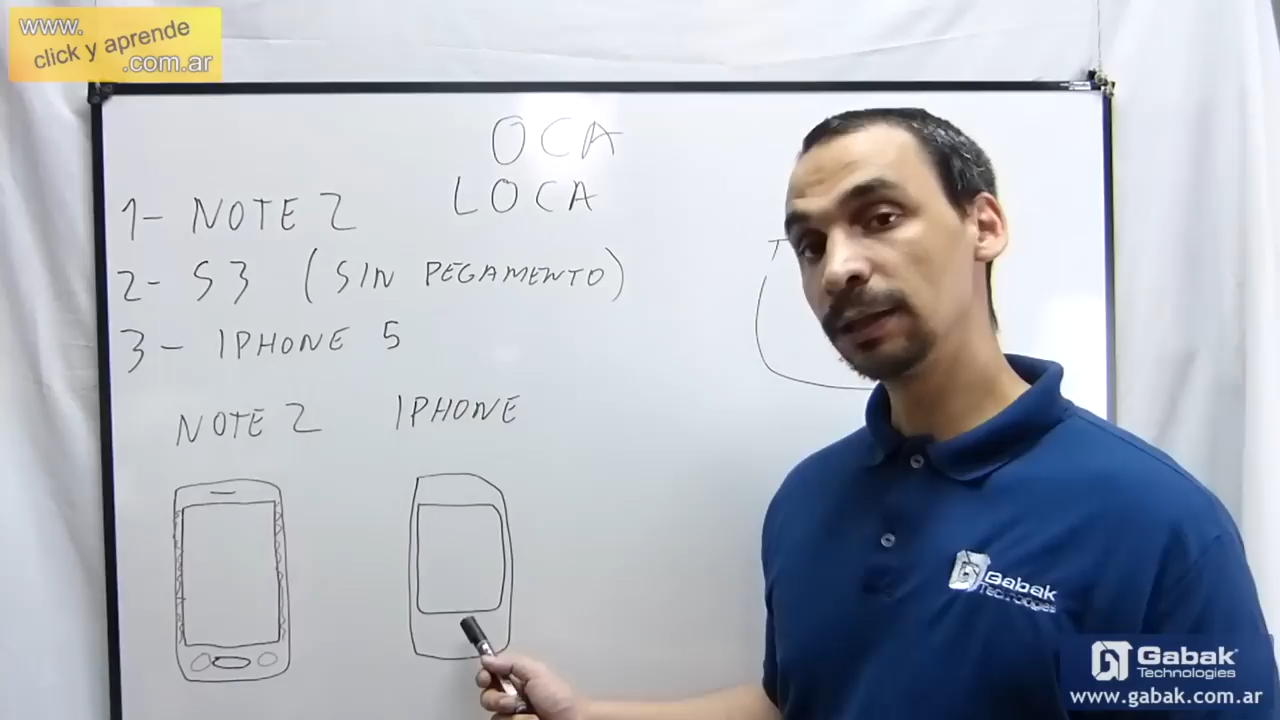 www.
click y aprende
.com.ar
OCA
LOCA
1- NOTE 2
2- S3 (SIN PEGAMENTO)
3- IPHONE 5
NOTE 2 IPHONE
T
Gabak
Technologies
Gabak
Technologies
www.gabak.com.ar